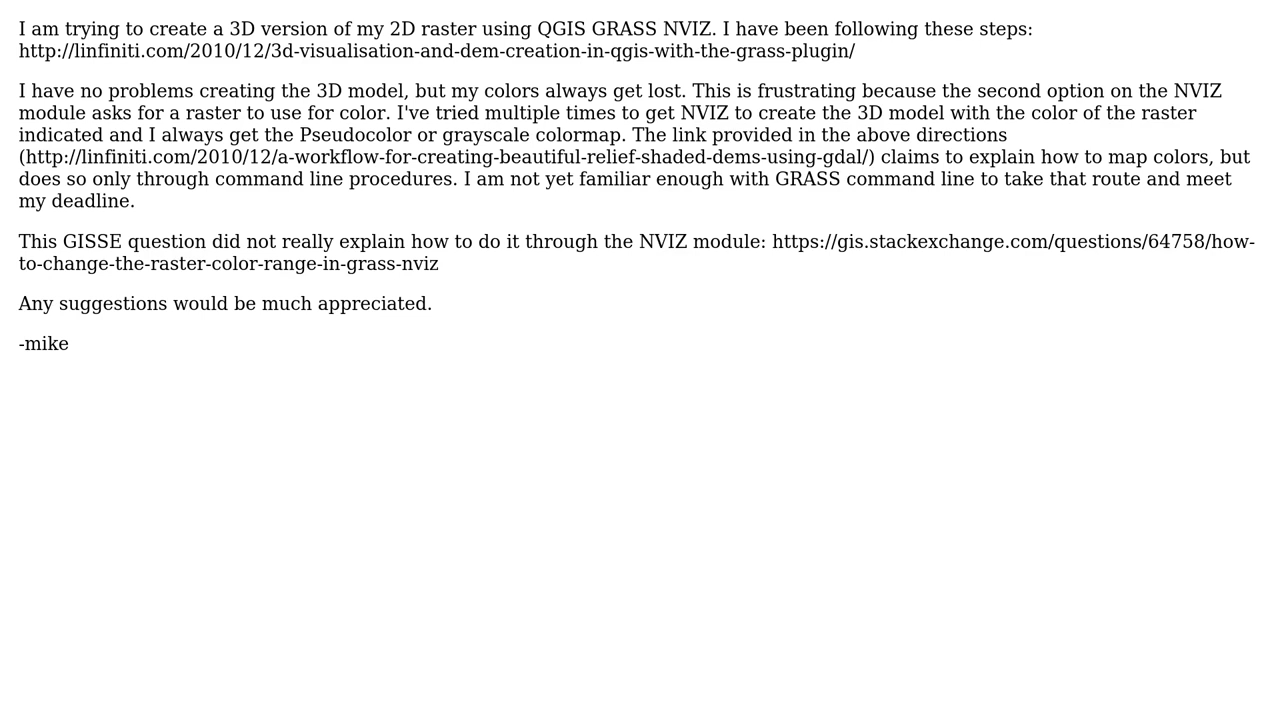 I am trying to create a 3D version of my 2D raster using QGIS GRASS NVIZ. I have been following these steps:
http://linfiniti.com/2010/12/3d-visualisation-and-dem-creation-in-qgis-with-the-grass-plugin/
I have no problems creating the 3D model, but my colors always get lost. This is frustrating because the second option on the NVIZ
module asks for a raster to use for color. I've tried multiple times to get NVIZ to create the 3D model with the color of the raster
indicated and I always get the Pseudocolor or grayscale colormap. The link provided in the above directions
(http://linfiniti.com/2010/12/a-workflow-for-creating-beautiful-relief-shaded-dems-using-gdal/) claims to explain how to map colors, but
does so only through command line procedures. I am not yet familiar enough with GRASS command line to take that route and meet
my deadline.
This GISSE question did not really explain how to do it through the NVIZ module: https://gis.stackexchange.com/questions/64758/how-
to-change-the-raster-color-range-in-grass-nviz
Any suggestions would be much appreciated.
-mike